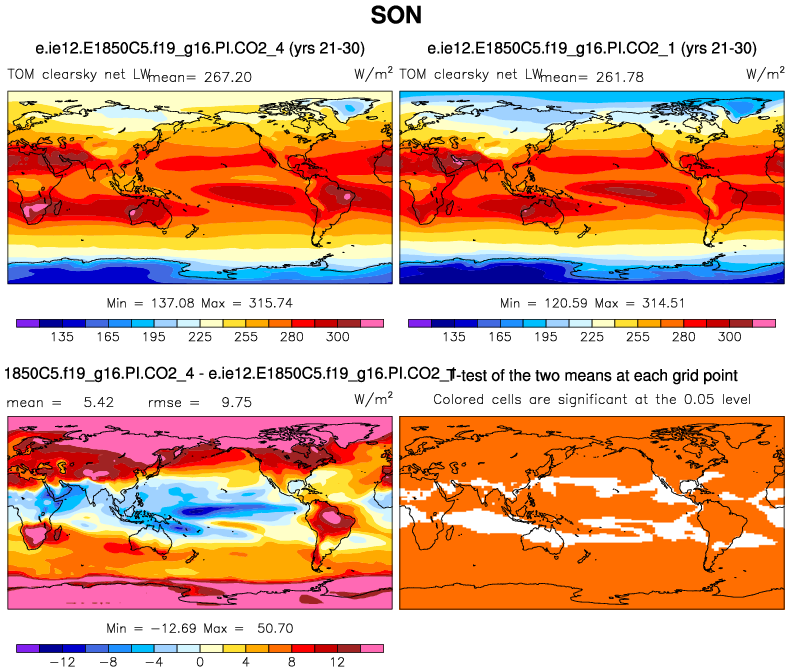 SON
e.ie12.E1850C5.f19_g16.PI.CO2_4 (yrs 21-30)
e.ie12.E1850C5.f19_g16.PI.CO2_1 (yrs 21-30)
TOM clearsky net LW mean= 267.20 W/m²
TOM clearsky net LW mean= 261.78 W/m²
Min = 137.08 Max = 315.74
Min = 120.59 Max = 314.51
135 165 195 225 255 280 300
135 165 195 225 255 280 300
1850C5.f19_g16.PI.CO2_4 - e.ie12.E1850C5.f19_g16.PI.CO2_1
T-test of the two means at each grid point
mean = 5.42 rmse = 9.75 W/m²
Colored cells are significant at the 0.05 level
Min = -12.69 Max = 50.70
-12 -8 -4 0 4 8 12